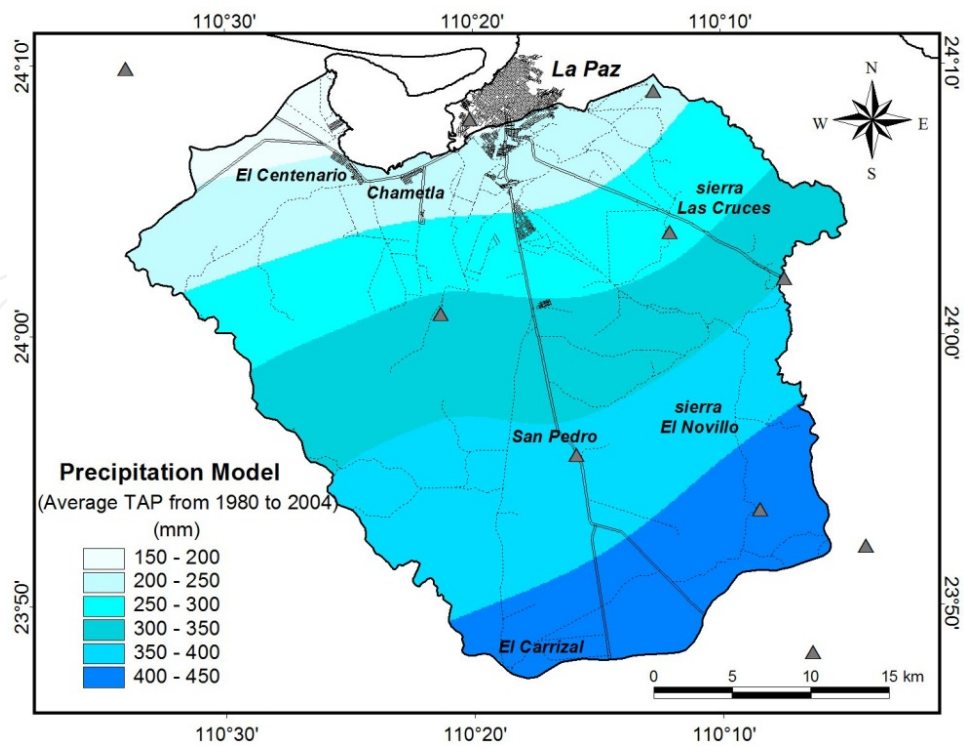 110°30' 110°20' 110°10'
24°10' 24°10'
La Paz
N
W E
S
El Centenario
Chametla
sierra
Las Cruces
24°00' 24°00'
sierra
El Novillo
San Pedro
Precipitation Model
(Average TAP from 1980 to 2004)
(mm)
150 - 200
200 - 250
250 - 300
300 - 350
350 - 400
400 - 450
23°50' 23°50'
El Carrizal
0 5 10 15 km
110°30' 110°20' 110°10'